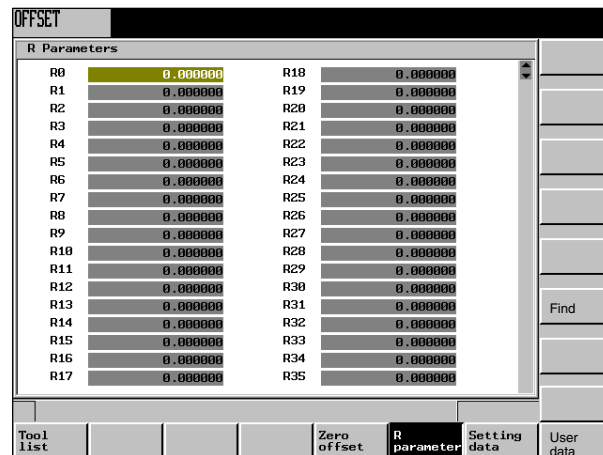 OFFSET
R Parameters
R0 0.000000 R18 0.000000
R1 0.000000 R19 0.000000
R2 0.000000 R20 0.000000
R3 0.000000 R21 0.000000
R4 0.000000 R22 0.000000
R5 0.000000 R23 0.000000
R6 0.000000 R24 0.000000
R7 0.000000 R25 0.000000
R8 0.000000 R26 0.000000
R9 0.000000 R27 0.000000
R10 0.000000 R28 0.000000
R11 0.000000 R29 0.000000
R12 0.000000 R30 0.000000
R13 0.000000 R31 0.000000
R14 0.000000 R32 0.000000
R15 0.000000 R33 0.000000
R16 0.000000 R34 0.000000
R17 0.000000 R35 0.000000
Find
Tool
list
Zero
offset
R
parameter
Setting
data
User
data